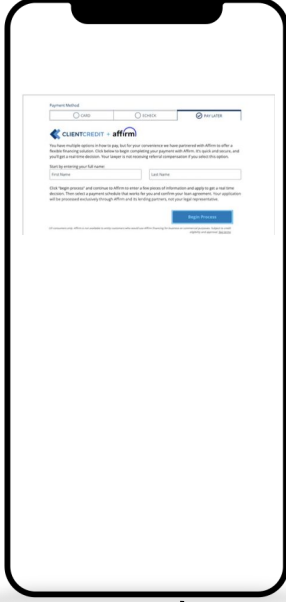 Payment Method
CARD ECHECK PAY LATER
CLIENTCREDIT + affirm
You have multiple options in how to pay, but for your convenience we have partnered with Affirm to offer a
flexible financing solution. Click below to begin completing your payment with Affirm. It's quick and secure, and
you'll get a real-time decision. Your lawyer is not receiving referral compensation if you select this option.
Start by entering your full name:
First Name Last Name
Click "begin process" and continue to Affirm to enter a few pieces of information and apply to get a real time
decision. Then select a payment schedule that works for you and confirm your loan agreement. Your application
will be processed exclusively through Affirm and its lending partners, not your legal representative.
Begin Process